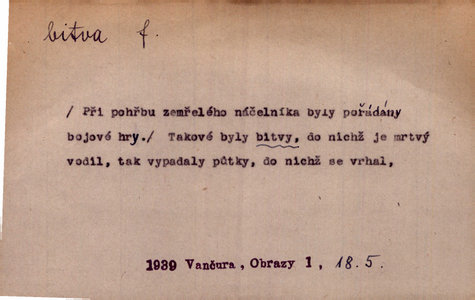 bitva f.
/ Při pohřbu zemřelého náčelníka byly pořádány
bojové hry./ Takové byly bitvy, do nichž je mrtvý
vodil, tak vypadaly půtky, do nichž se vrhal,
1939 Vančura, Obrazy 1, 18.5.